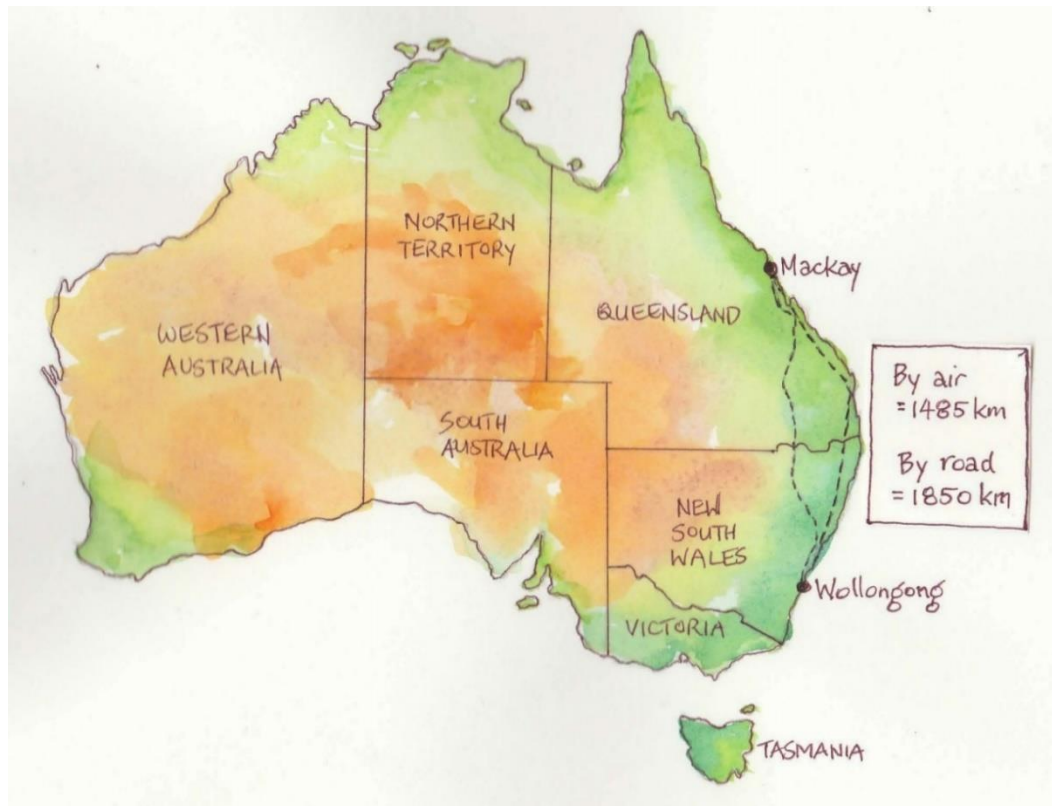 NORTHERN
TERRITORY
Mackay
QUEENSLAND
WESTERN
AUSTRALIA
By air
= 1485 km
SOUTH
AUSTRALIA
By road
= 1850 km
NEW
SOUTH
WALES
Wollongong
VICTORIA
TASMANIA